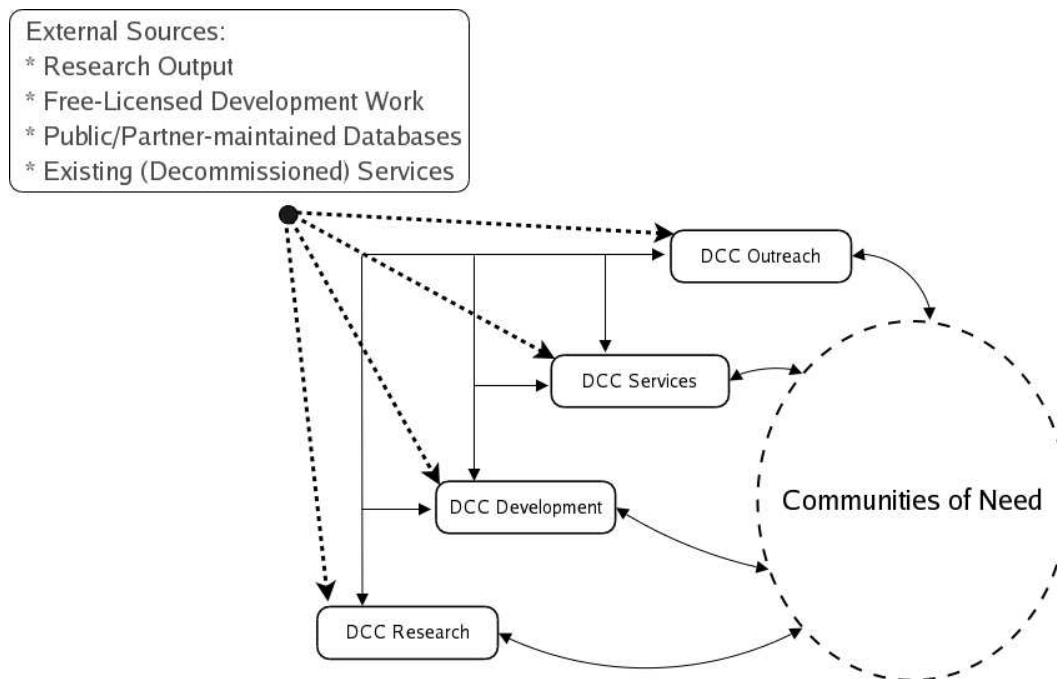 External Sources:
* Research Output
* Free-Licensed Development Work
* Public/Partner-maintained Databases
* Existing (Decommissioned) Services
DCC Outreach
DCC Services
Communities of Need
DCC Development
DCC Research